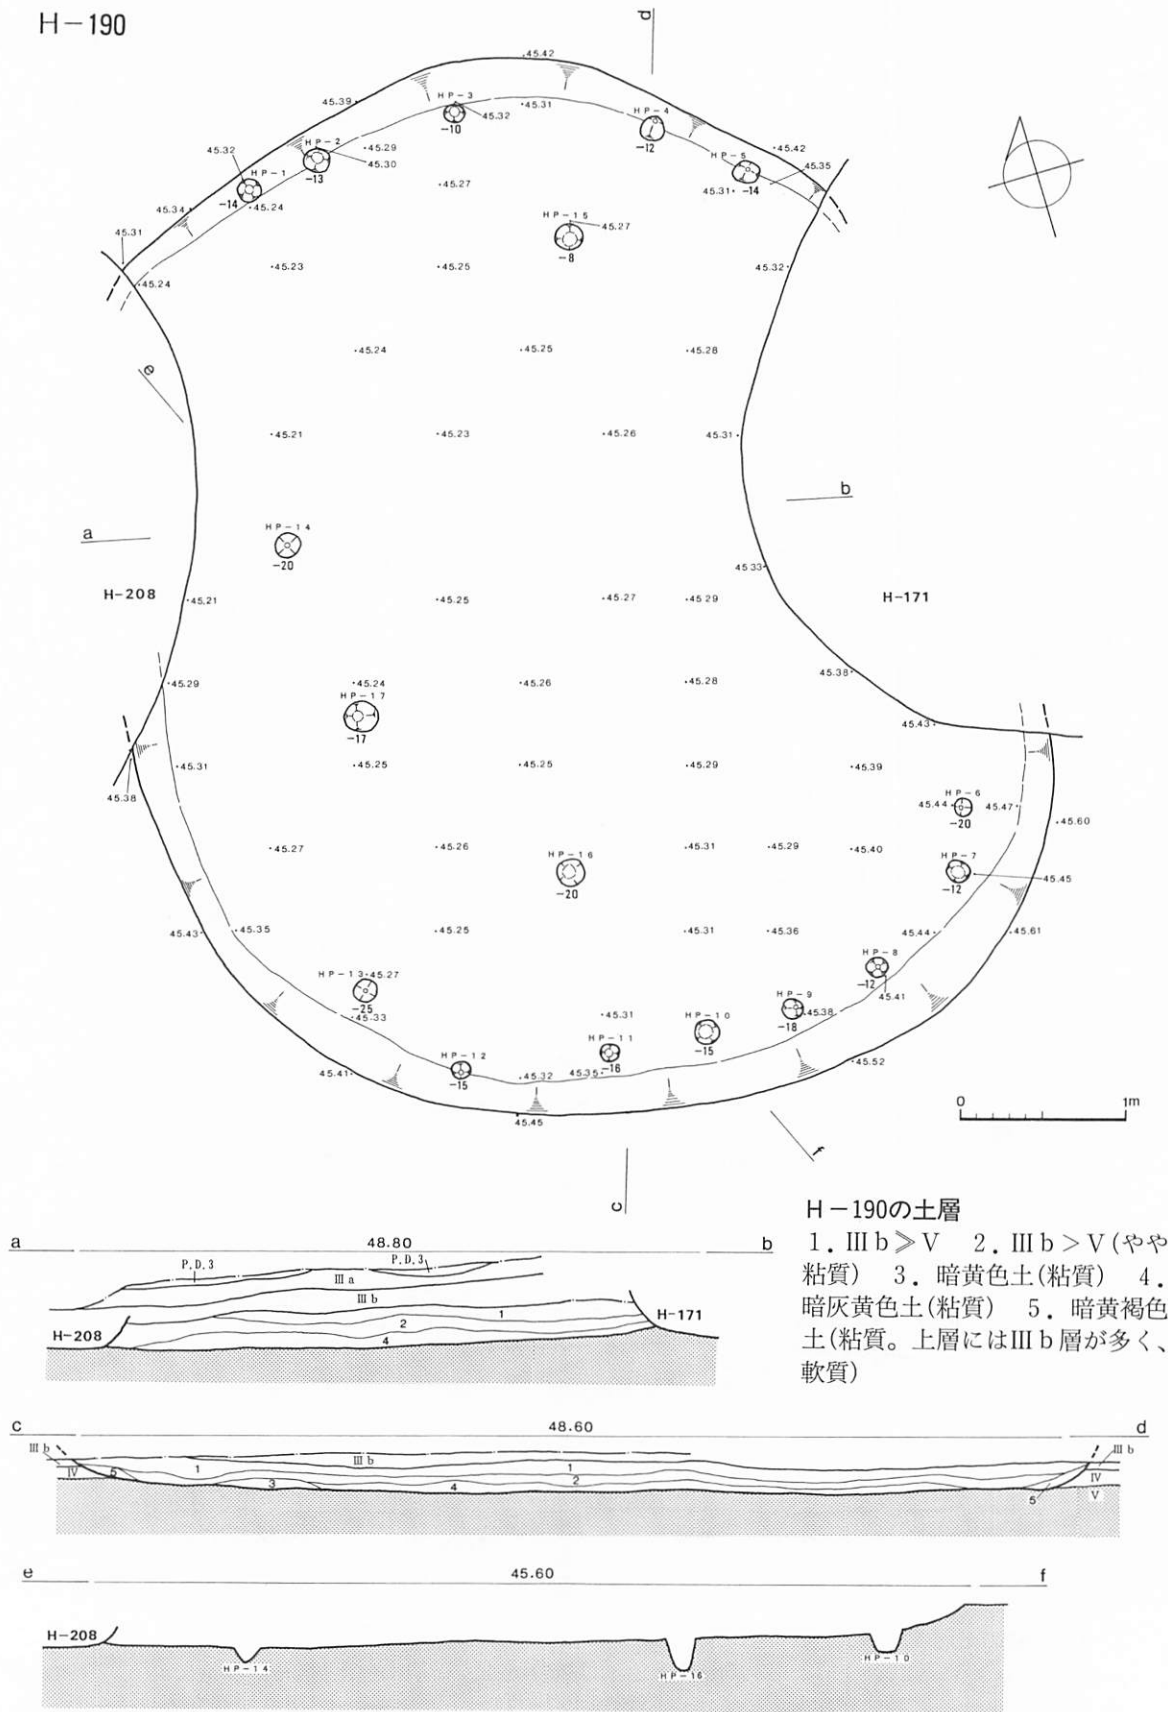 H-190
d
45.42
HP-3
45.39
45.31
45.32
-10
HP-4
-12
HP-2
45.29
45.30
-13
45.32
HP-1
-14
45.24
45.42
HP-5
45.35
45.31
-14
45.27
45.34
HP-15
45.27
-8
45.31
45.24
45.23
45.25
45.32
45.24
45.25
45.28
e
45.21
45.23
45.26
45.31
b
a
HP-14
-20
45.33
H-208
45.21
45.25
45.27
45.29
H-171
45.38
45.29
45.24
45.26
45.28
HP-17
-17
45.43
45.31
45.25
45.25
45.29
45.39
45.38
HP-6
45.44
45.47
-20
45.60
45.27
45.26
45.31
45.29
45.40
HP-16
-20
HP-7
-12
45.45
45.43
45.35
45.25
45.31
45.36
45.44
45.61
HP-8
-12
45.41
HP-13
45.27
-25
45.33
HP-9
45.38
-18
45.31
HP-10
-15
HP-11
-16
HP-12
-15
45.41
45.32
45.35
45.52
45.45
0 1m
f
c
H-190の土層
1．Ⅲb≫Ⅴ 2．Ⅲb＞Ⅴ(やや
粘質) 3．暗黄色土(粘質) 4．
暗灰黄色土(粘質) 5．暗黄褐色
土(粘質。上層にはⅢb層が多く、
軟質)
a 48.80 b
P.D.3 P.D.3
Ⅲa
Ⅲb
1
2
H-208 H-171
4
c 48.60 d
Ⅲb Ⅲb Ⅲb
Ⅳ 5 1 1 Ⅳ
3 4 2 5 Ⅴ
e 45.60 f
H-208
HP-14 HP-16 HP-10